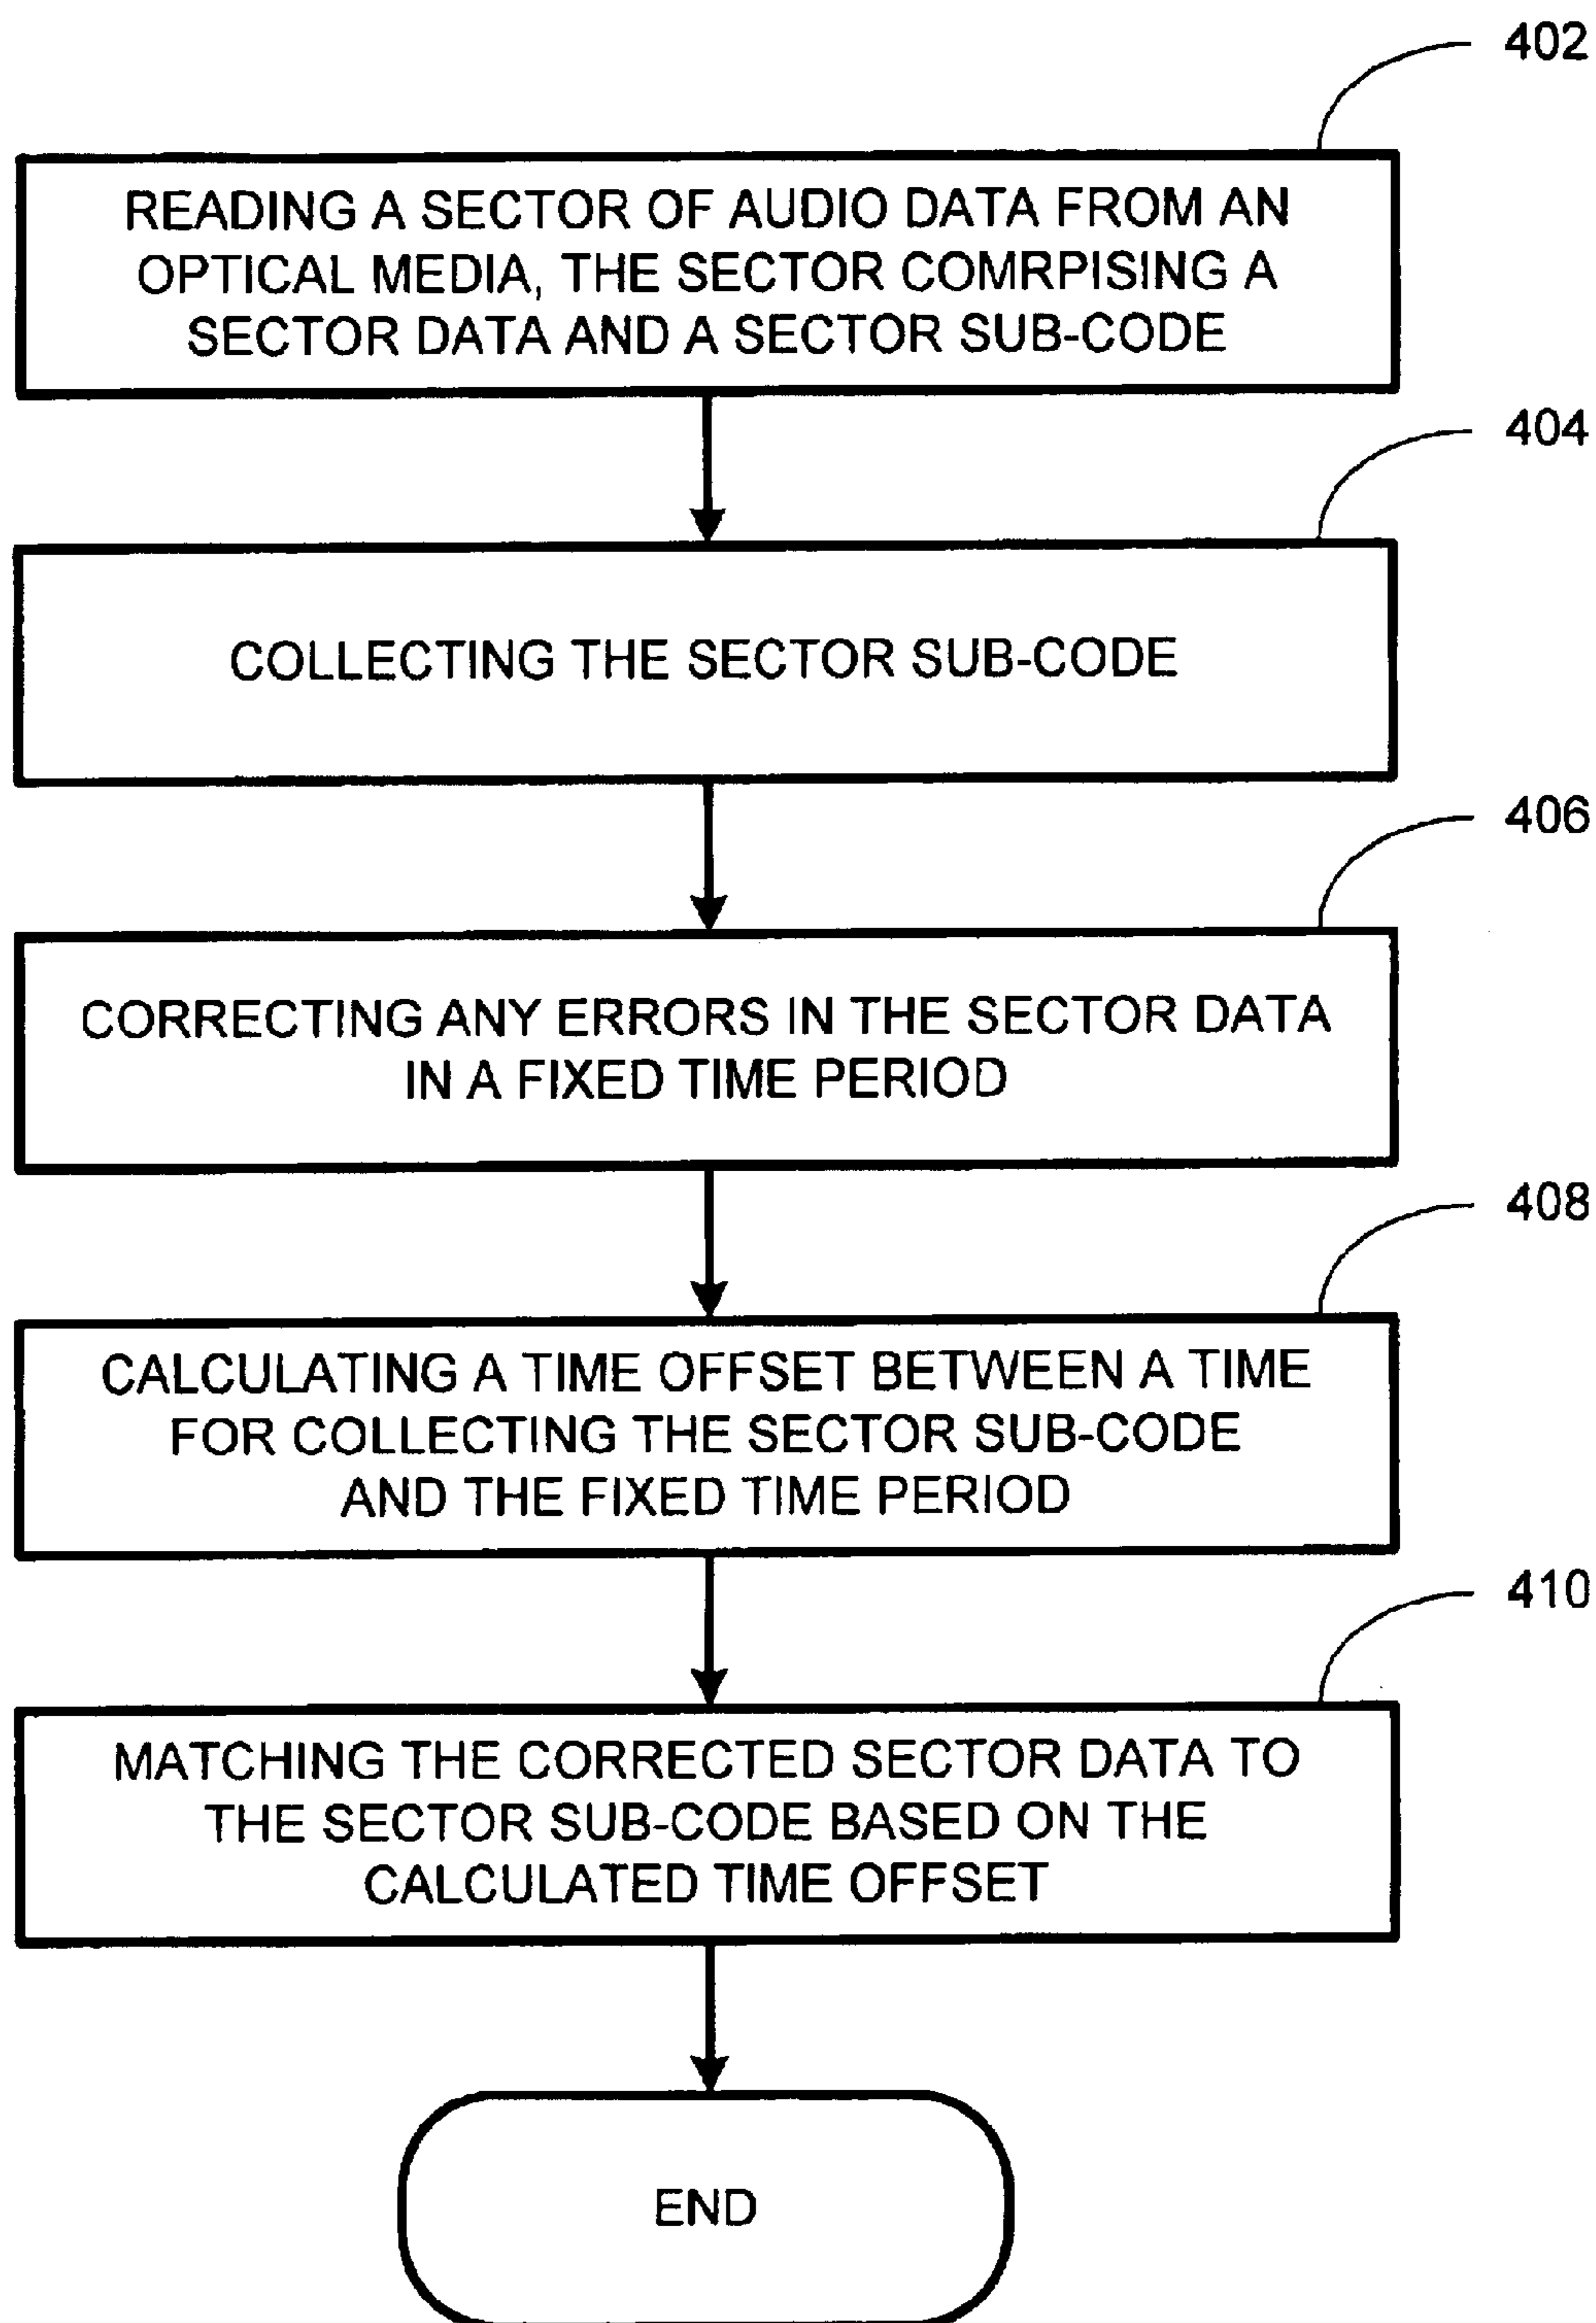 402
READING A SECTOR OF AUDIO DATA FROM AN
OPTICAL MEDIA, THE SECTOR COMRPISING A
SECTOR DATA AND A SECTOR SUB-CODE
404
COLLECTING THE SECTOR SUB-CODE
406
CORRECTING ANY ERRORS IN THE SECTOR DATA
IN A FIXED TIME PERIOD
408
CALCULATING A TIME OFFSET BETWEEN A TIME
FOR COLLECTING THE SECTOR SUB-CODE
AND THE FIXED TIME PERIOD
410
MATCHING THE CORRECTED SECTOR DATA TO
THE SECTOR SUB-CODE BASED ON THE
CALCULATED TIME OFFSET
END